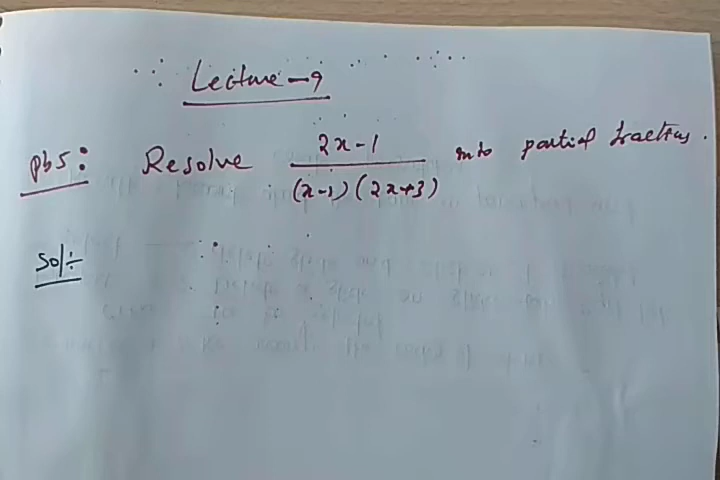 Lecture-9
pb5: Resolve (2x-1)/((x-1)(2x+3)) into partial fractions.
Sol:-